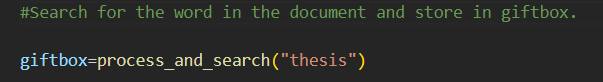 #Search for the word in the document and store in giftbox.
giftbox=process_and_search("thesis")